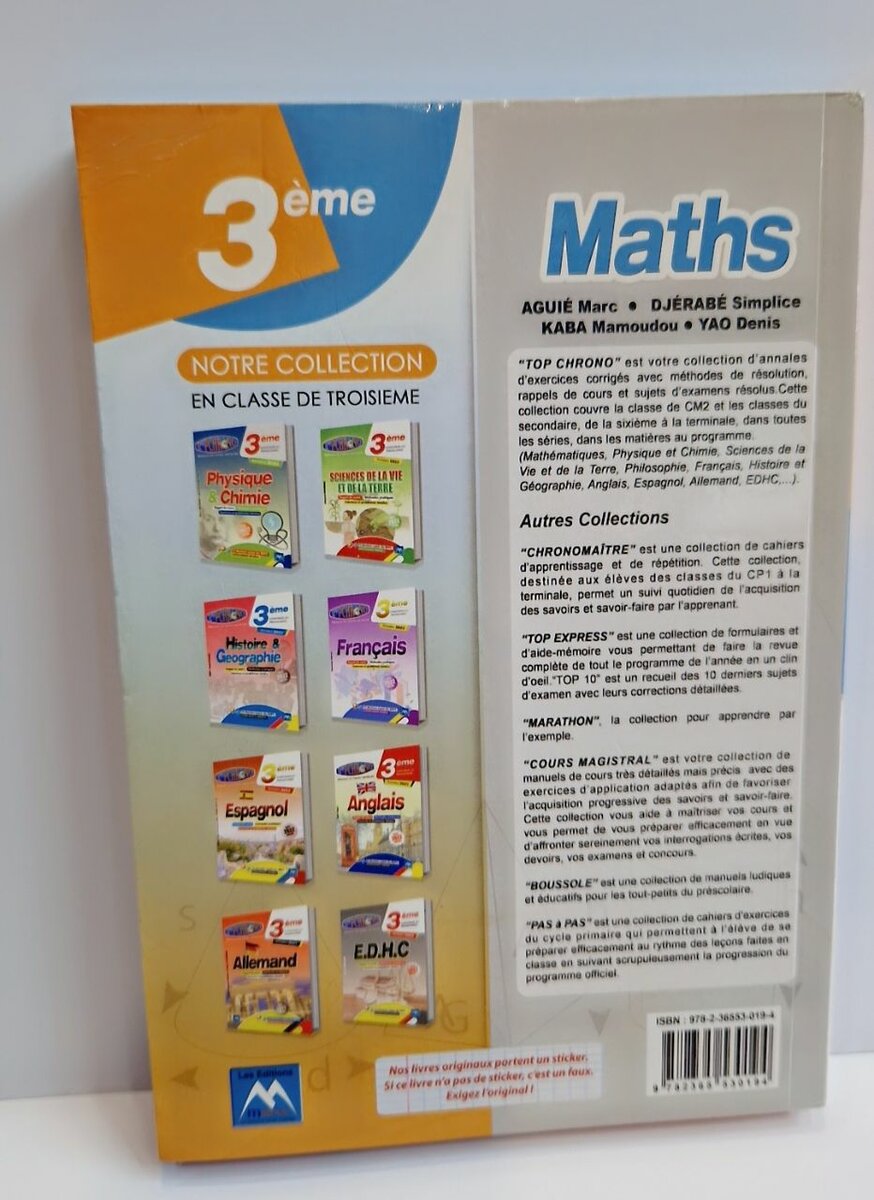 3ème
NOTRE COLLECTION
EN CLASSE DE TROISIEME
3ème
Physique
& Chimie
3ème
SCIENCES DE LA VIE
ET DE LA TERRE
3ème
Histoire &
Géographie
3ème
Français
3ème
Espagnol
3ème
Anglais
3ème
Allemand
3ème
E.D.H.C
Les Editions
Nos livres originaux portent un sticker.
Si ce livre n'a pas de sticker, c'est un faux.
Exigez l'original !
Maths
AGUIÉ Marc • DJÉRABÉ Simplice
KABA Mamoudou • YAO Denis
"TOP CHRONO" est votre collection d'annales
d'exercices corrigés avec méthodes de résolution,
rappels de cours et sujets d'examens résolus.Cette
collection couvre la classe de CM2 et les classes du
secondaire, de la sixième à la terminale, dans toutes
les séries, dans les matières au programme.
(Mathématiques, Physique et Chimie, Sciences de la
Vie et de la Terre, Philosophie, Français, Histoire et
Géographie, Anglais, Espagnol, Allemand, EDHC,...).
Autres Collections
"CHRONOMAÎTRE" est une collection de cahiers
d'apprentissage et de répétition. Cette collection,
destinée aux élèves des classes du CP1 à la
terminale, permet un suivi quotidien de l'acquisition
des savoirs et savoir-faire par l'apprenant.
"TOP EXPRESS" est une collection de formulaires et
d'aide-mémoire vous permettant de faire la revue
complète de tout le programme de l'année en un clin
d'oeil."TOP 10" est un recueil des 10 derniers sujets
d'examen avec leurs corrections détaillées.
"MARATHON", la collection pour apprendre par
l'exemple.
"COURS MAGISTRAL" est votre collection de
manuels de cours très détaillés mais précis avec des
exercices d'application adaptés afin de favoriser
l'acquisition progressive des savoirs et savoir-faire.
Cette collection vous aide à maîtriser vos cours et
vous permet de vous préparer efficacement en vue
d'affronter sereinement vos interrogations écrites, vos
devoirs, vos examens et concours.
"BOUSSOLE" est une collection de manuels ludiques
et éducatifs pour les tout-petits du préscolaire.
"PAS à PAS" est une collection de cahiers d'exercices
du cycle primaire qui permettent à l'élève de se
préparer efficacement au rythme des leçons faites en
classe en suivant scrupuleusement la progression du
programme officiel.
ISBN : 978-2-36553-019-4
9 782365 530194